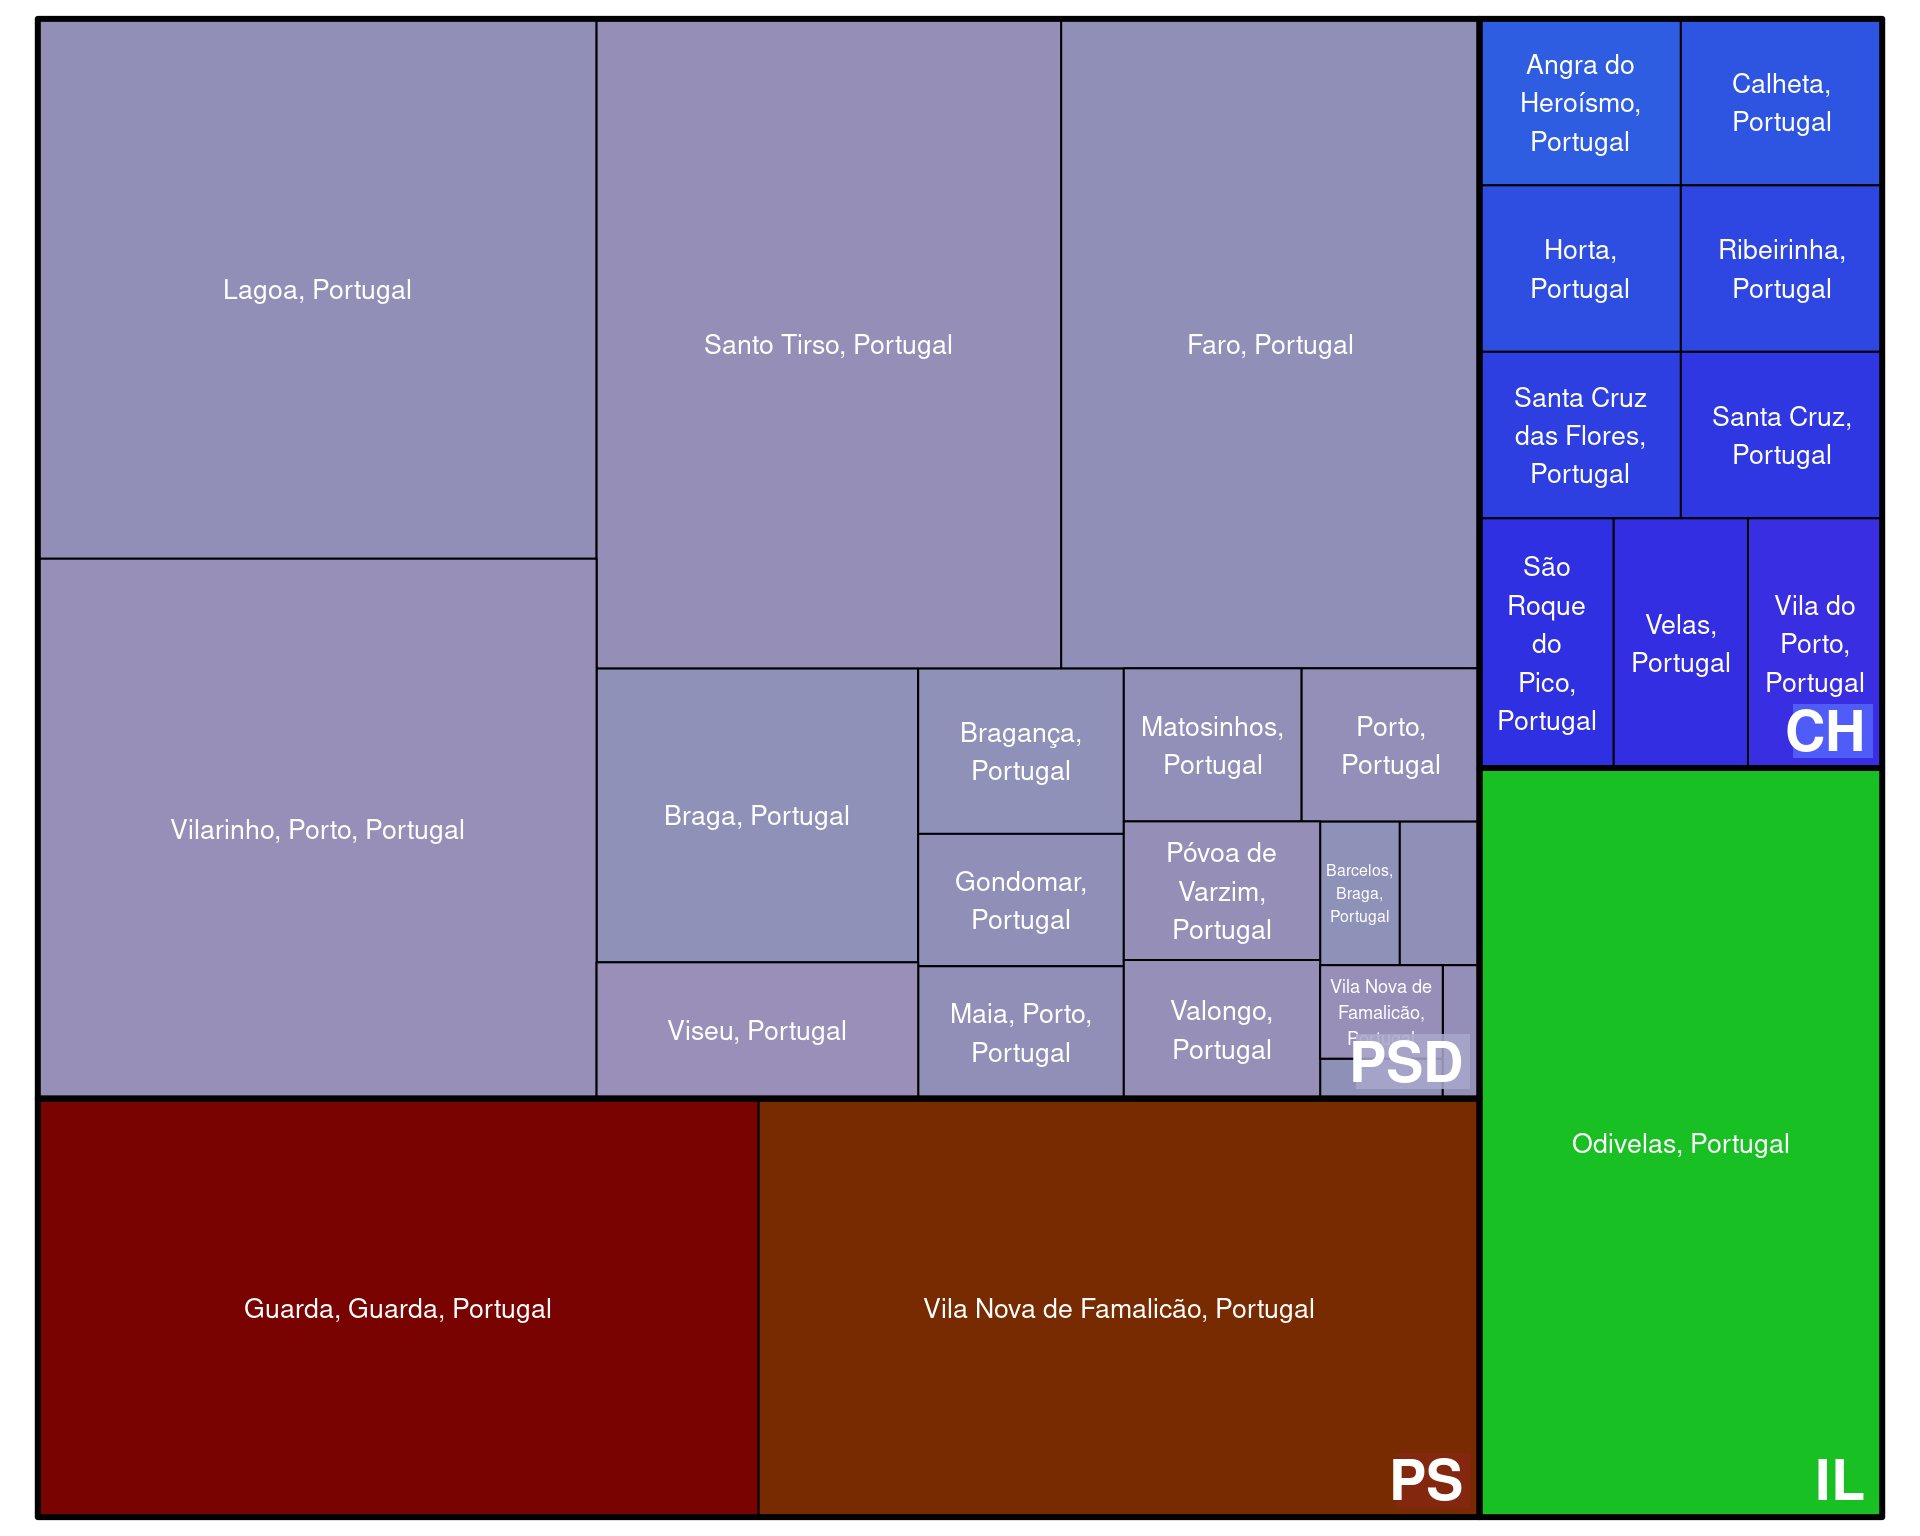 Lagoa, Portugal
Santo Tirso, Portugal
Faro, Portugal
Vilarinho, Porto, Portugal
Braga, Portugal
Viseu, Portugal
Bragança,
Portugal
Gondomar,
Portugal
Maia, Porto,
Portugal
Matosinhos,
Portugal
Porto,
Portugal
Póvoa de
Varzim,
Portugal
Valongo,
Portugal
Barcelos,
Braga,
Portugal
Vila Nova de
Famalicão,
Portugal
PSD
Guarda, Guarda, Portugal
Vila Nova de Famalicão, Portugal
PS
Angra do
Heroísmo,
Portugal
Calheta,
Portugal
Horta,
Portugal
Ribeirinha,
Portugal
Santa Cruz
das Flores,
Portugal
Santa Cruz,
Portugal
São
Roque
do
Pico,
Portugal
Velas,
Portugal
Vila do
Porto,
Portugal
CH
Odivelas, Portugal
IL